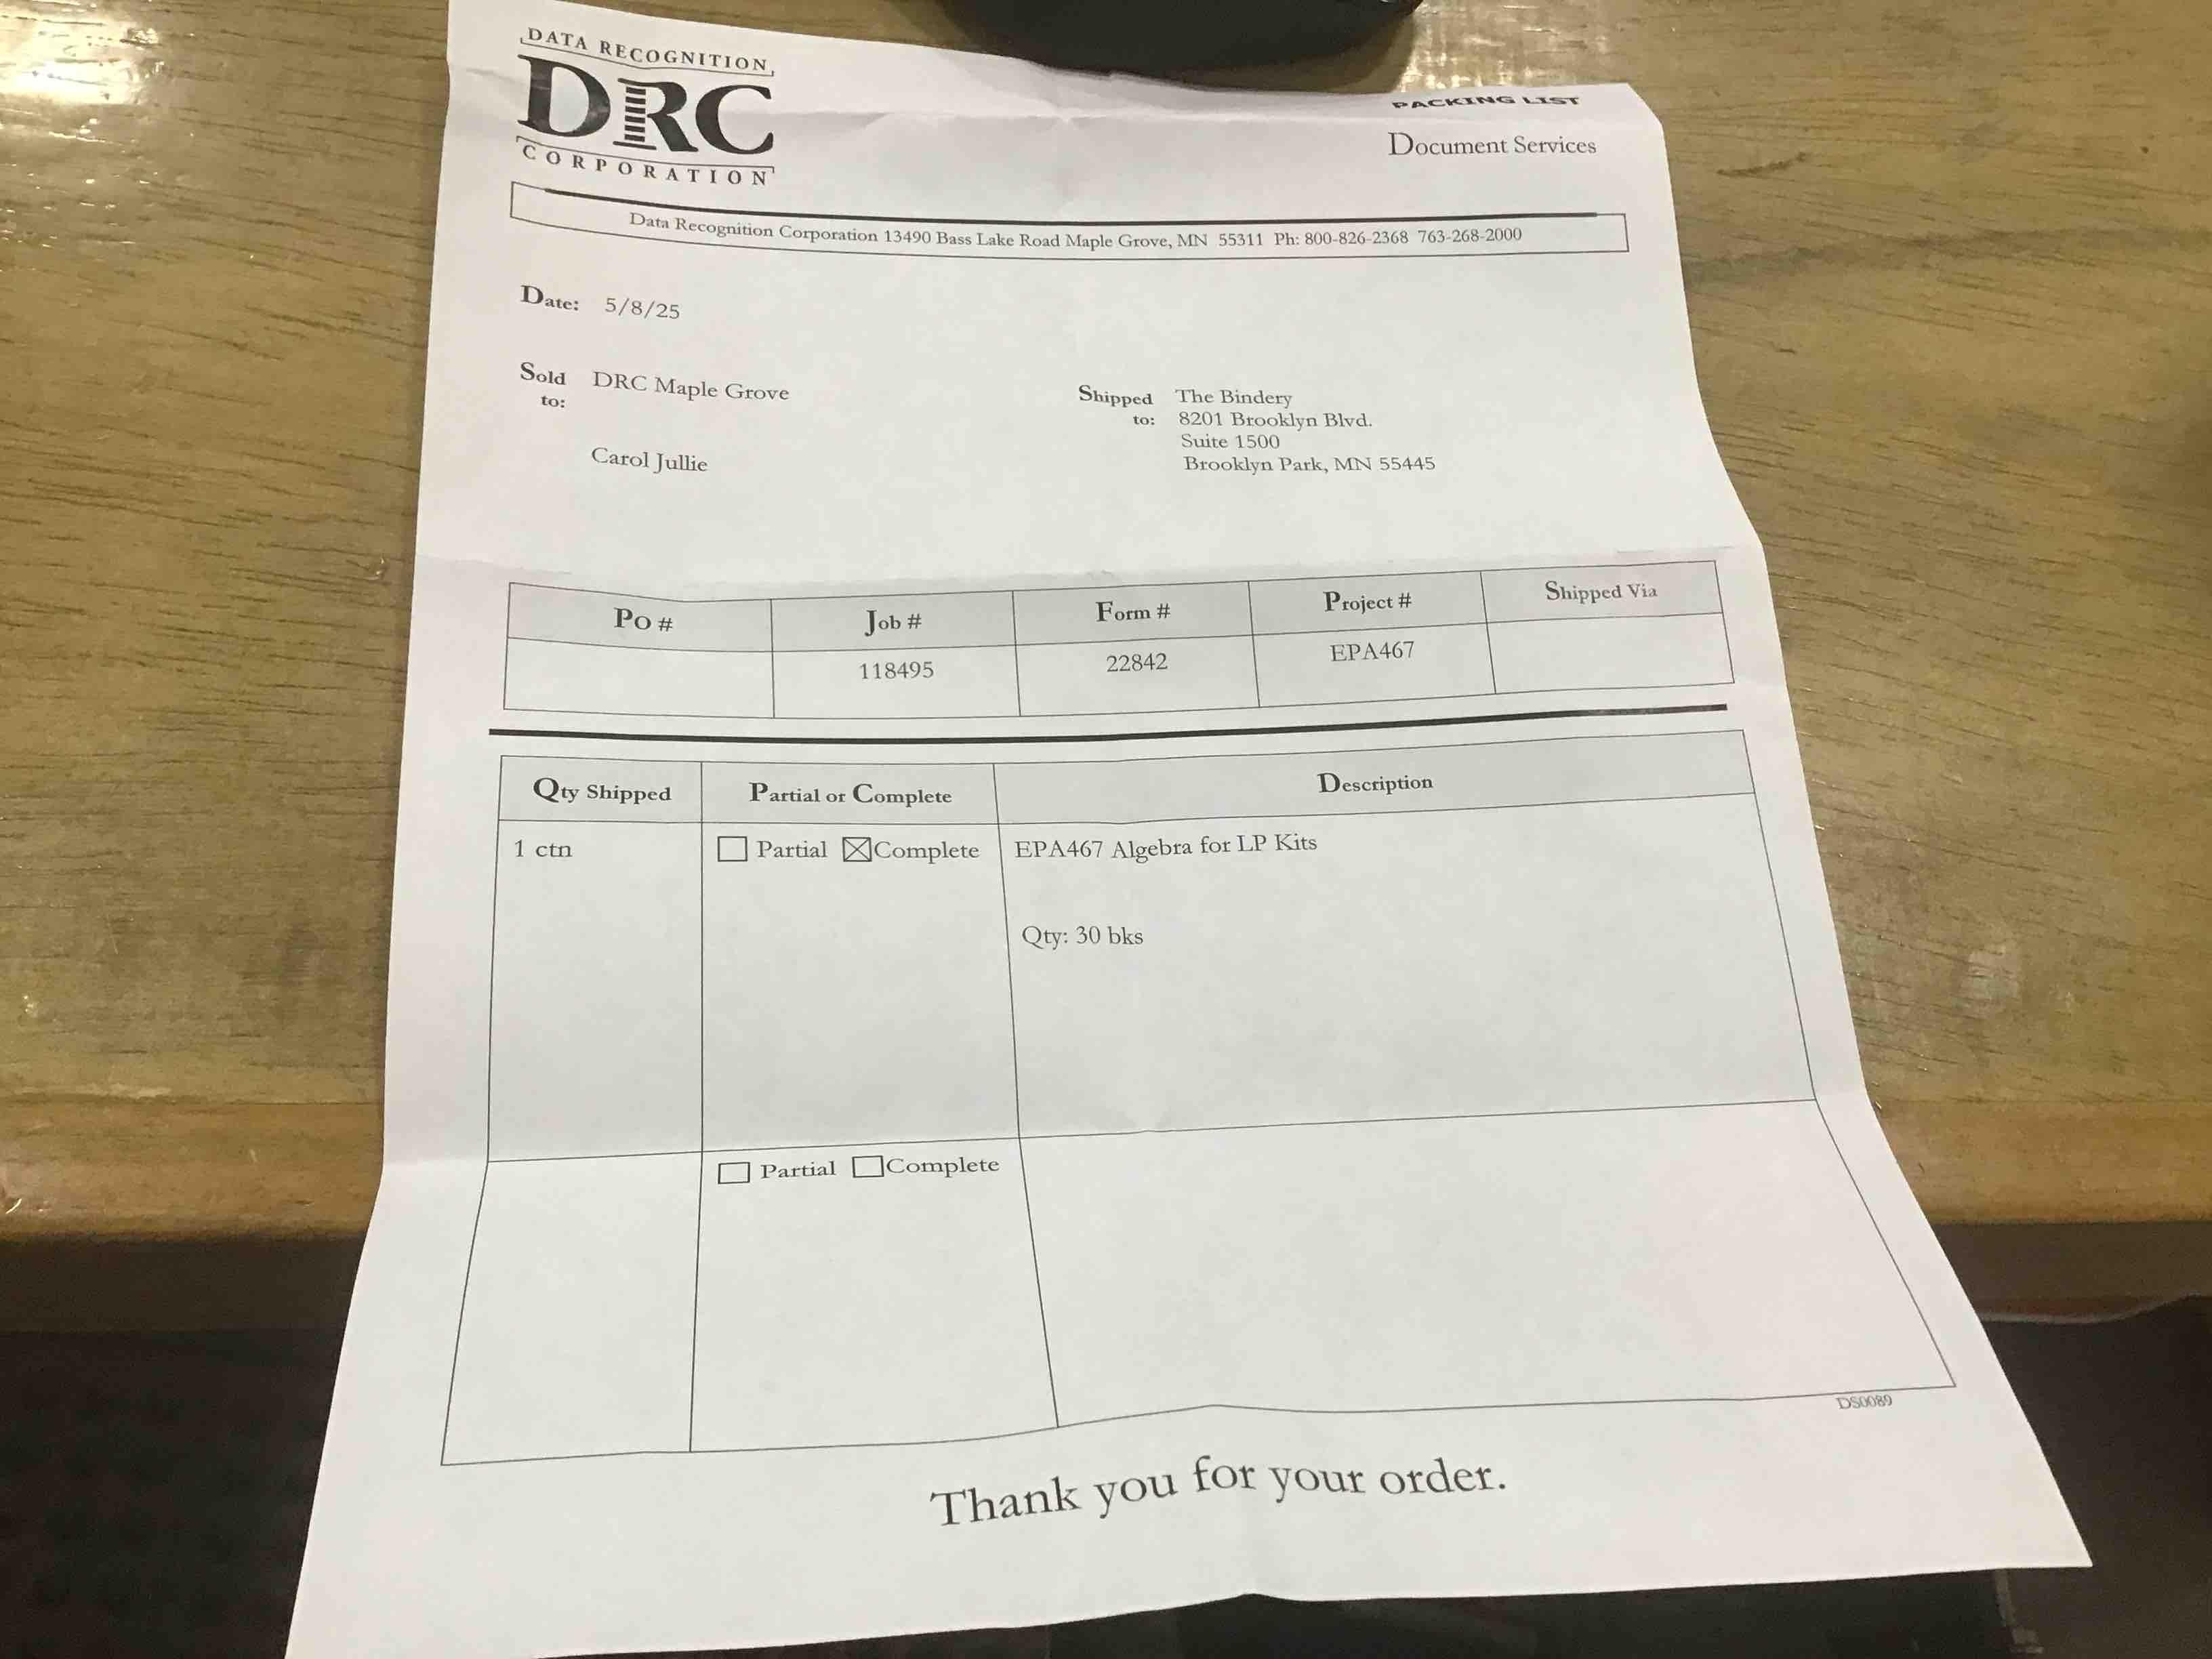 DATA RECOGNITION
DRC
CORPORATION
PACKING LIST
Document Services
Data Recognition Corporation 13490 Bass Lake Road Maple Grove, MN 55311 Ph: 800-826-2368 763-268-2000
Date: 5/8/25
Sold to: DRC Maple Grove
Carol Jullie
Shipped to: The Bindery
8201 Brooklyn Blvd.
Suite 1500
Brooklyn Park, MN 55445
Po # Job # Form # Project # Shipped Via
118495 22842 EPA467
Qty Shipped Partial or Complete Description
1 ctn Partial Complete EPA467 Algebra for LP Kits
Qty: 30 bks
Partial Complete
DS0089
Thank you for your order.